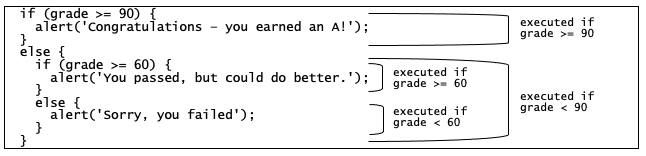 if (grade >= 90) {
  alert('Congratulations – you earned an A!');
}
else {
  if (grade >= 60) {
    alert('You passed, but could do better.');
  }
  else {
    alert('Sorry, you failed');
  }
}
executed if
grade >= 90
executed if
grade >= 60
executed if
grade < 60
executed if
grade < 90